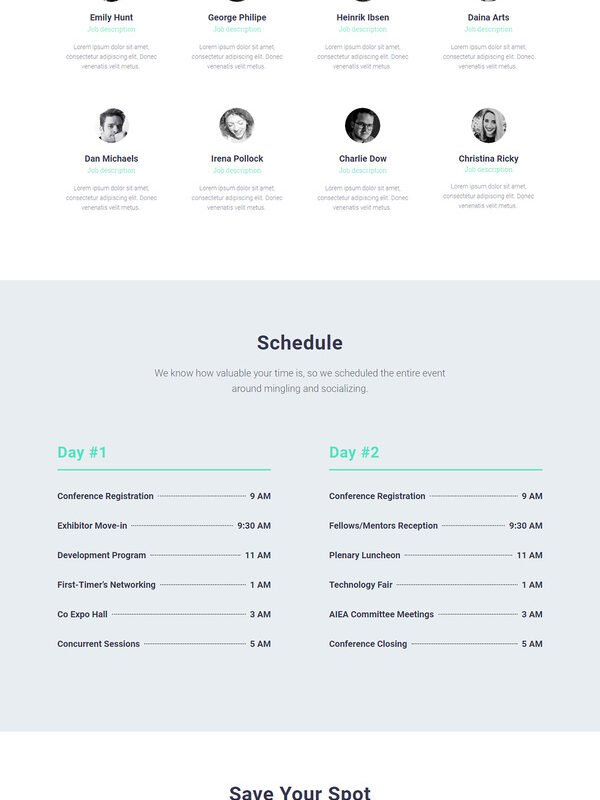 Emily Hunt
Job description
Lorem ipsum dolor sit amet,
consectetur adipiscing elit. Donec
venenatis velit metus.
George Philipe
Job description
Lorem ipsum dolor sit amet,
consectetur adipiscing elit. Donec
venenatis velit metus.
Heinrik Ibsen
Job description
Lorem ipsum dolor sit amet,
consectetur adipiscing elit. Donec
venenatis velit metus.
Daina Arts
Job description
Lorem ipsum dolor sit amet,
consectetur adipiscing elit. Donec
venenatis velit metus.
Dan Michaels
Job description
Lorem ipsum dolor sit amet,
consectetur adipiscing elit. Donec
venenatis velit metus.
Irena Pollock
Job description
Lorem ipsum dolor sit amet,
consectetur adipiscing elit. Donec
venenatis velit metus.
Charlie Dow
Job description
Lorem ipsum dolor sit amet,
consectetur adipiscing elit. Donec
venenatis velit metus.
Christina Ricky
Job description
Lorem ipsum dolor sit amet,
consectetur adipiscing elit. Donec
venenatis velit metus.
Schedule
We know how valuable your time is, so we scheduled the entire event
around mingling and socializing.
Day #1
Conference Registration 9 AM
Exhibitor Move-in 9:30 AM
Development Program 11 AM
First-Timer's Networking 1 AM
Co Expo Hall 3 AM
Concurrent Sessions 5 AM
Day #2
Conference Registration 9 AM
Fellows/Mentors Reception 9:30 AM
Plenary Luncheon 11 AM
Technology Fair 1 AM
AIEA Committee Meetings 3 AM
Conference Closing 5 AM
Save Your Spot